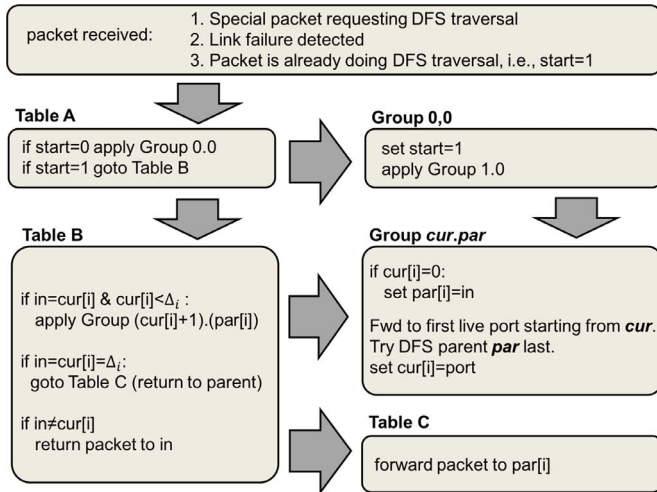 packet received:
1. Special packet requesting DFS traversal
2. Link failure detected
3. Packet is already doing DFS traversal, i.e., start=1
Table A
if start=0 apply Group 0.0
if start=1 goto Table B
Group 0,0
set start=1
apply Group 1.0
Table B
if in=cur[i] & cur[i]<Δᵢ :
apply Group (cur[i]+1).(par[i])
if in=cur[i]=Δᵢ:
goto Table C (return to parent)
if in≠cur[i]
return packet to in
Group cur.par
if cur[i]=0:
set par[i]=in
Fwd to first live port starting from cur.
Try DFS parent par last.
set cur[i]=port
Table C
forward packet to par[i]